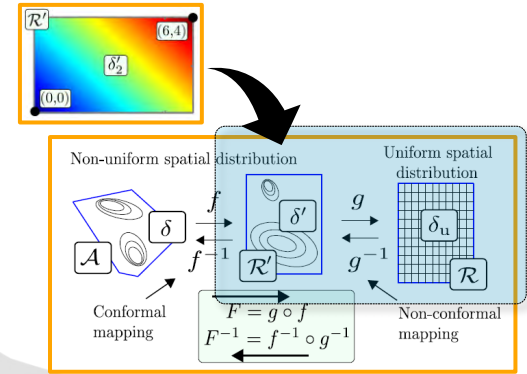 R′
(6,4)
δ′₂
(0,0)
Non-uniform spatial distribution
Uniform spatial
distribution
f
g
δ
δ′
δᵤ
A
f⁻¹
R′
g⁻¹
R
Conformal
mapping
F = g ∘ f
F⁻¹ = f⁻¹ ∘ g⁻¹
Non-conformal
mapping